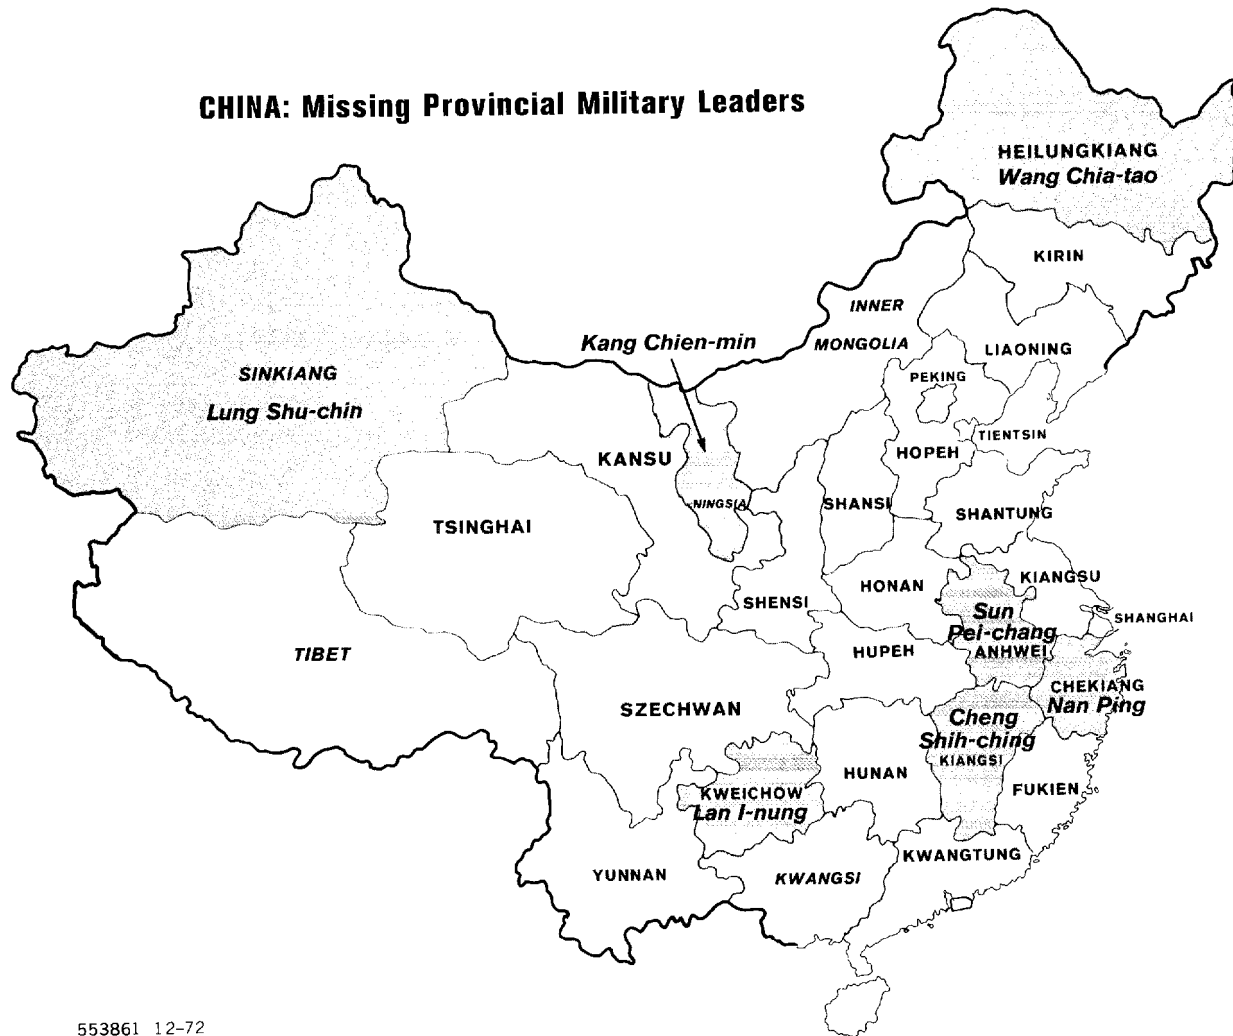 CHINA: Missing Provincial Military Leaders
HEILUNGKIANG
Wang Chia-tao
KIRIN
INNER
MONGOLIA
Kang Chien-min
LIAONING
SINKIANG
Lung Shu-chin
PEKING
TIENTSIN
HOPEH
KANSU
NINGSIA
SHANSI
SHANTUNG
TSINGHAI
KIANGSU
HONAN
SHENSI
Sun
Pei-chang
ANHWEI
SHANGHAI
TIBET
HUPEH
CHEKIANG
Nan Ping
SZECHWAN
Cheng
Shih-ching
KIANGSI
HUNAN
FUKIEN
KWEICHOW
Lan I-nung
KWANGTUNG
YUNNAN
KWANGSI
553861 12-72